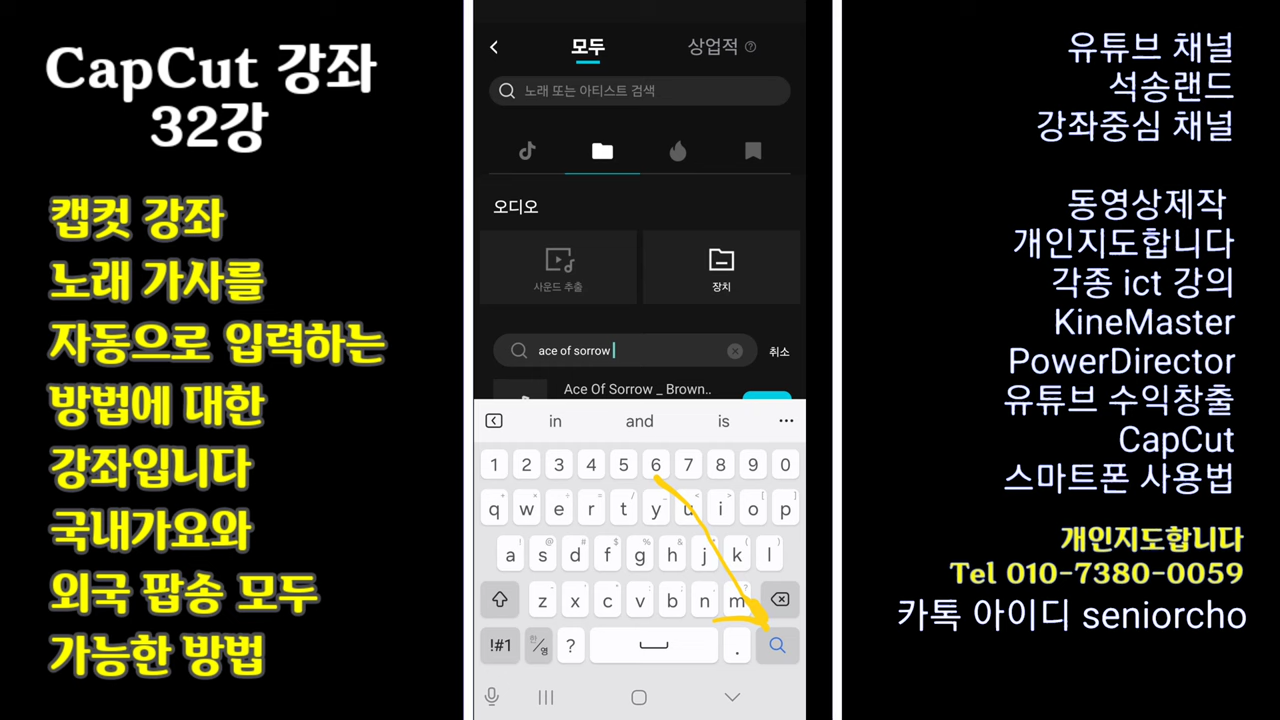 CapCut 강좌
32강
캡컷 강좌
노래 가사를
자동으로 입력하는
방법에 대한
강좌입니다
국내가요와
외국 팝송 모두
가능한 방법
모두 상업적 ?
노래 또는 아티스트 검색
오디오
사운드 추출 장치
ace of sorrow 취소
Ace Of Sorrow _ Brown..
in and is
1 2 3 4 5 6 7 8 9 0
q w e r t y u i o p
a s d f g h j k l
z x c v b n m
!#1 한/영 ? .
유튜브 채널
석송랜드
강좌중심 채널
동영상제작
개인지도합니다
각종 ict 강의
KineMaster
PowerDirector
유튜브 수익창출
CapCut
스마트폰 사용법
개인지도합니다
Tel 010-7380-0059
카톡 아이디 seniorcho